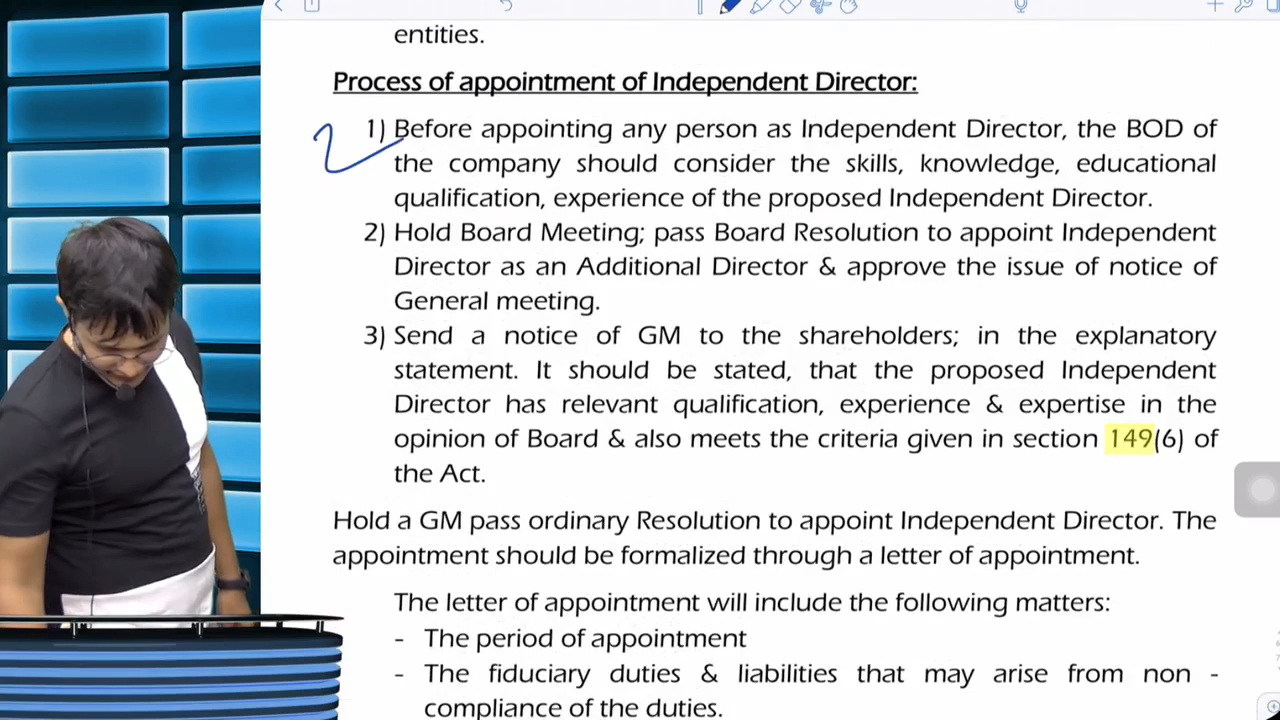 entities.
Process of appointment of Independent Director:
1) Before appointing any person as Independent Director, the BOD of
the company should consider the skills, knowledge, educational
qualification, experience of the proposed Independent Director.
2) Hold Board Meeting; pass Board Resolution to appoint Independent
Director as an Additional Director & approve the issue of notice of
General meeting.
3) Send a notice of GM to the shareholders; in the explanatory
statement. It should be stated, that the proposed Independent
Director has relevant qualification, experience & expertise in the
opinion of Board & also meets the criteria given in section 149(6) of
the Act.
Hold a GM pass ordinary Resolution to appoint Independent Director. The
appointment should be formalized through a letter of appointment.
The letter of appointment will include the following matters:
- The period of appointment
- The fiduciary duties & liabilities that may arise from non -
compliance of the duties.